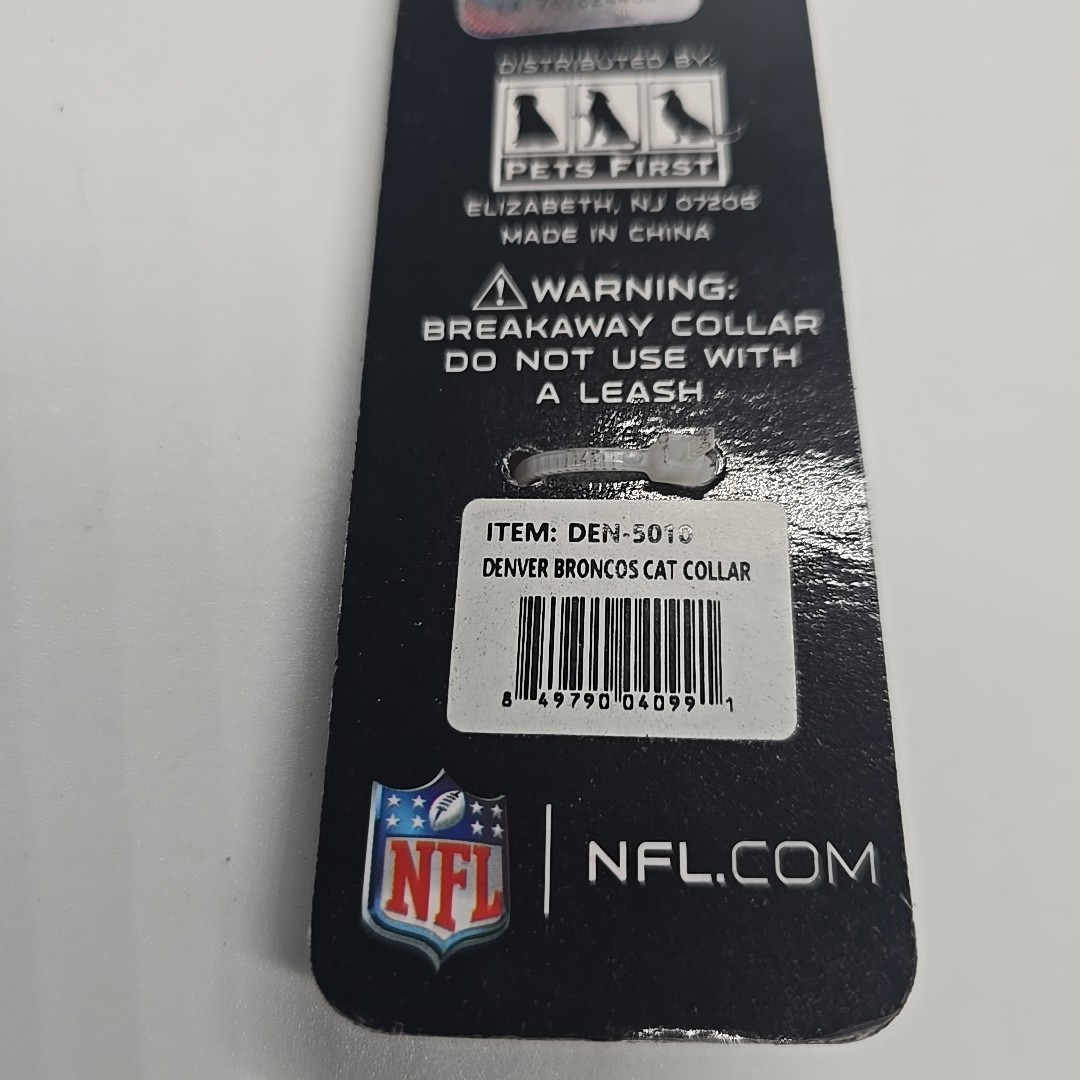 DISTRIBUTED BY:
PETS FIRST
ELIZABETH, NJ 07206
MADE IN CHINA
WARNING:
BREAKAWAY COLLAR
DO NOT USE WITH
A LEASH
ITEM: DEN-5010
DENVER BRONCOS CAT COLLAR
8 49790 04099 1
NFL
NFL.COM